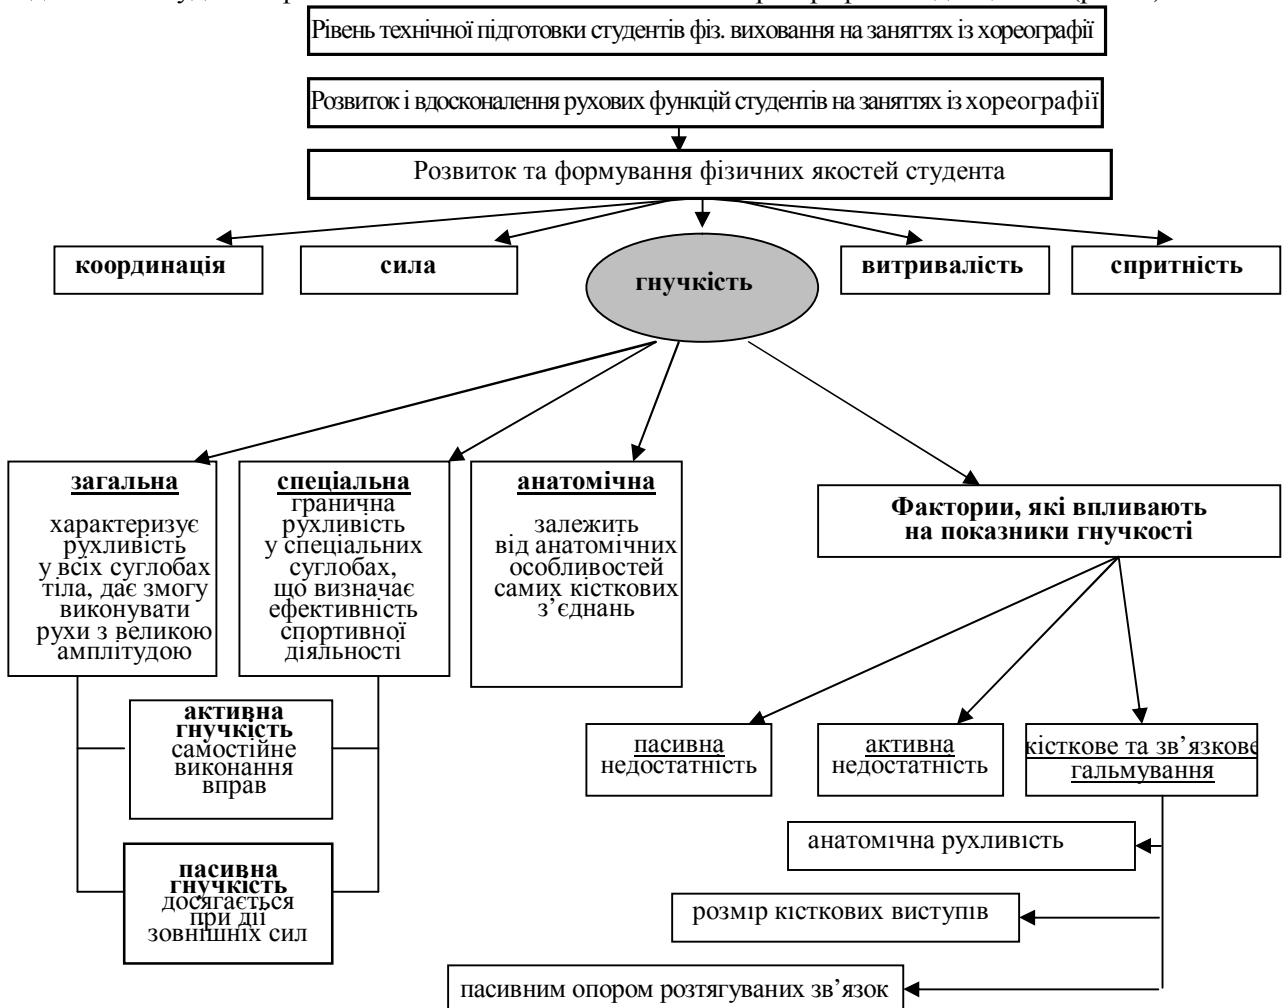 Рівень технічної підготовки студентів фіз. виховання на заняттях із хореографії
Розвиток і вдосконалення рухових функцій студентів на заняттях із хореографії
Розвиток та формування фізичних якостей студента
координація
сила
гнучкість
витривалість
спритність
загальна
характеризує
рухливість
у всіх суглобах
тіла, дає змогу
виконувати
рухи з великою
амплітудою
спеціальна
гранична
рухливість
у спеціальних
суглобах,
що визначає
ефективність
спортивної
діяльності
анатомічна
залежить
від анатомічних
особливостей
самих кісткових
з’єднань
Фактории, які впливають
на показники гнучкості
активна
гнучкість
самостійне
виконання
вправ
пасивна
гнучкість
досягається
при дії
зовнішніх сил
пасивна
недостатність
активна
недостатність
кісткове та зв’язкове
гальмування
анатомічна рухливість
розмір кісткових виступів
пасивним опором розтягуваних зв’язок